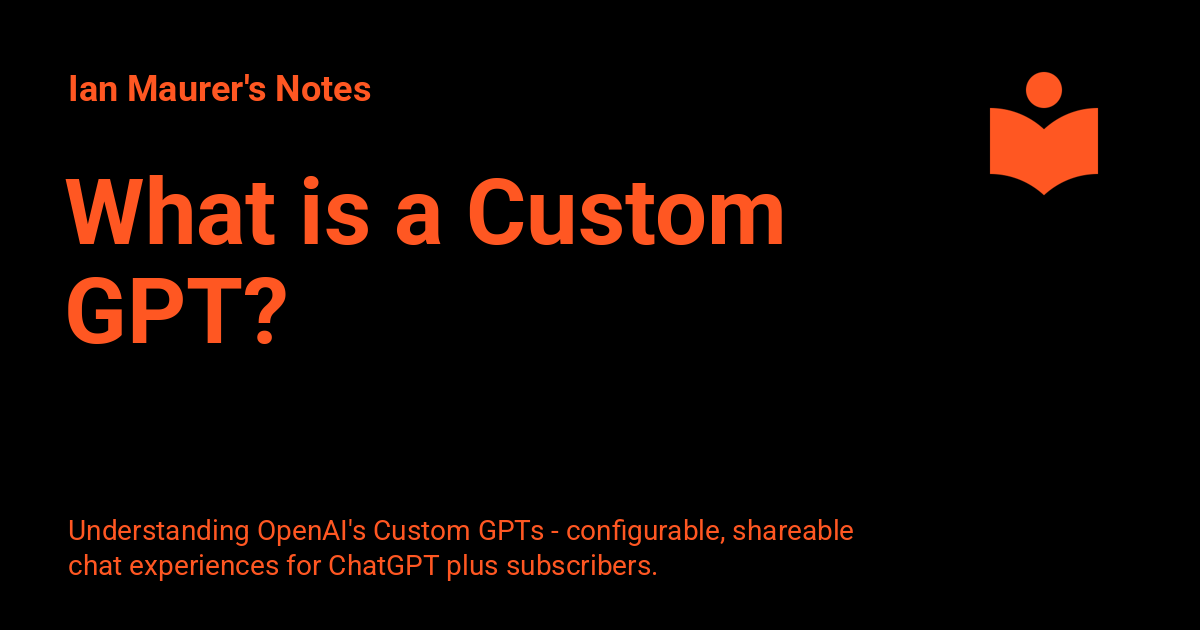 Ian Maurer's Notes
What is a Custom
GPT?
Understanding OpenAI's Custom GPTs - configurable, shareable
chat experiences for ChatGPT plus subscribers.